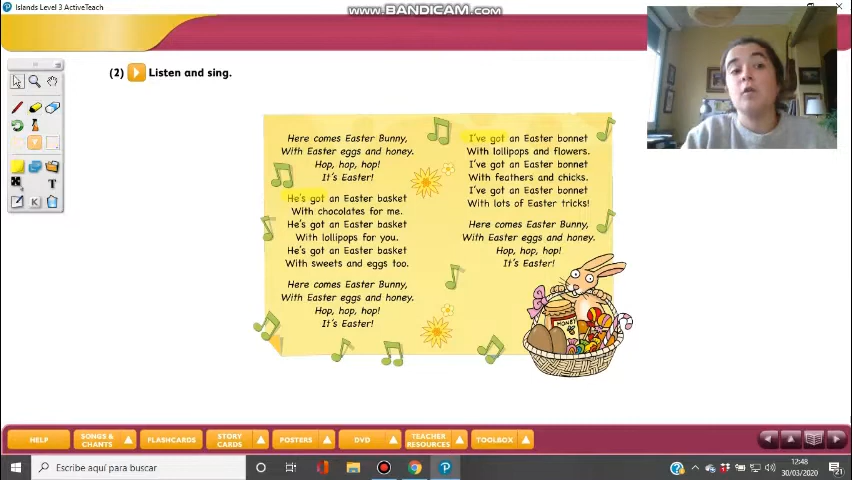 Islands Level 3 ActiveTeach
www.BANDICAM.com
(2) Listen and sing.
Here comes Easter Bunny,
With Easter eggs and honey.
Hop, hop, hop!
It's Easter!
He's got an Easter basket
With chocolates for me.
He's got an Easter basket
With lollipops for you.
He's got an Easter basket
With sweets and eggs too.
Here comes Easter Bunny,
With Easter eggs and honey.
Hop, hop, hop!
It's Easter!
I've got an Easter bonnet
With lollipops and flowers.
I've got an Easter bonnet
With feathers and chicks.
I've got an Easter bonnet
With lots of Easter tricks!
Here comes Easter Bunny,
With Easter eggs and honey.
Hop, hop, hop!
It's Easter!
HONEY
T
K
HELP
SONGS &
CHANTS
FLASHCARDS
STORY
CARDS
POSTERS
DVD
TEACHER
RESOURCES
TOOLBOX
Escribe aquí para buscar
12:48
30/03/2020
21